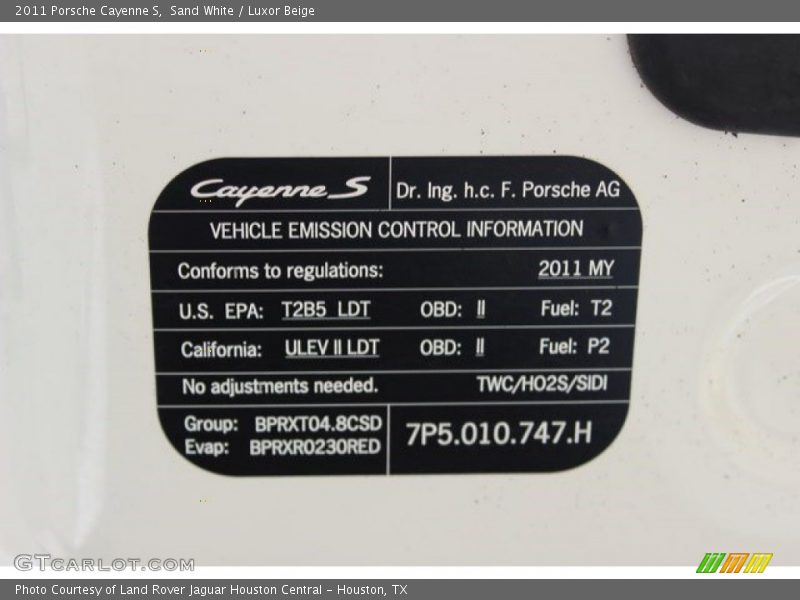 2011 Porsche Cayenne S,  Sand White / Luxor Beige
Cayenne S Dr. Ing. h.c. F. Porsche AG
VEHICLE EMISSION CONTROL INFORMATION
Conforms to regulations: 2011 MY
U.S. EPA: T2B5 LDT OBD: II Fuel: T2
California: ULEV II LDT OBD: II Fuel: P2
No adjustments needed. TWC/HO2S/SIDI
Group: BPRXT04.8CSD
Evap: BPRXR0230RED
7P5.010.747.H
GTCARLOT.COM
Photo Courtesy of Land Rover Jaguar Houston Central - Houston, TX